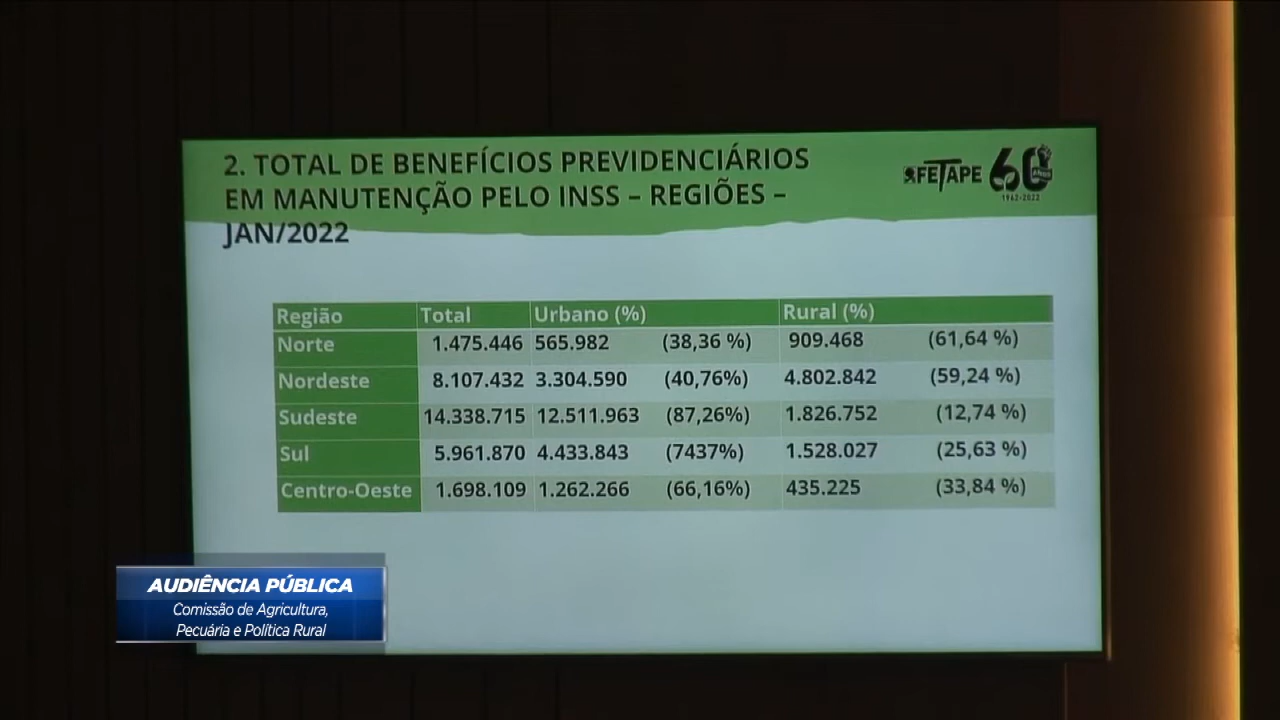 2. TOTAL DE BENEFÍCIOS PREVIDENCIÁRIOS
EM MANUTENÇÃO PELO INSS – REGIÕES –
JAN/2022
FETAPE 60 ANOS
1962-2022
Região Total Urbano (%) Rural (%)
Norte 1.475.446 565.982 (38,36 %) 909.468 (61,64 %)
Nordeste 8.107.432 3.304.590 (40,76%) 4.802.842 (59,24 %)
Sudeste 14.338.715 12.511.963 (87,26%) 1.826.752 (12,74 %)
Sul 5.961.870 4.433.843 (7437%) 1.528.027 (25,63 %)
Centro-Oeste 1.698.109 1.262.266 (66,16%) 435.225 (33,84 %)
AUDIÊNCIA PÚBLICA
Comissão de Agricultura,
Pecuária e Política Rural